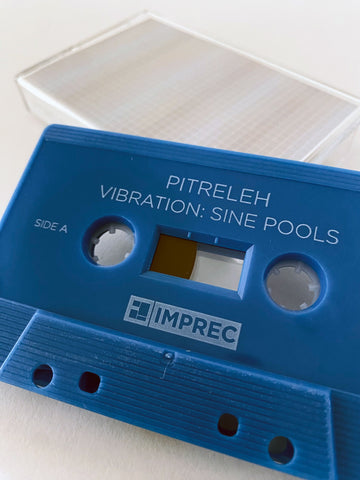 PITRELEH
VIBRATION: SINE POOLS
SIDE A
IMPREC